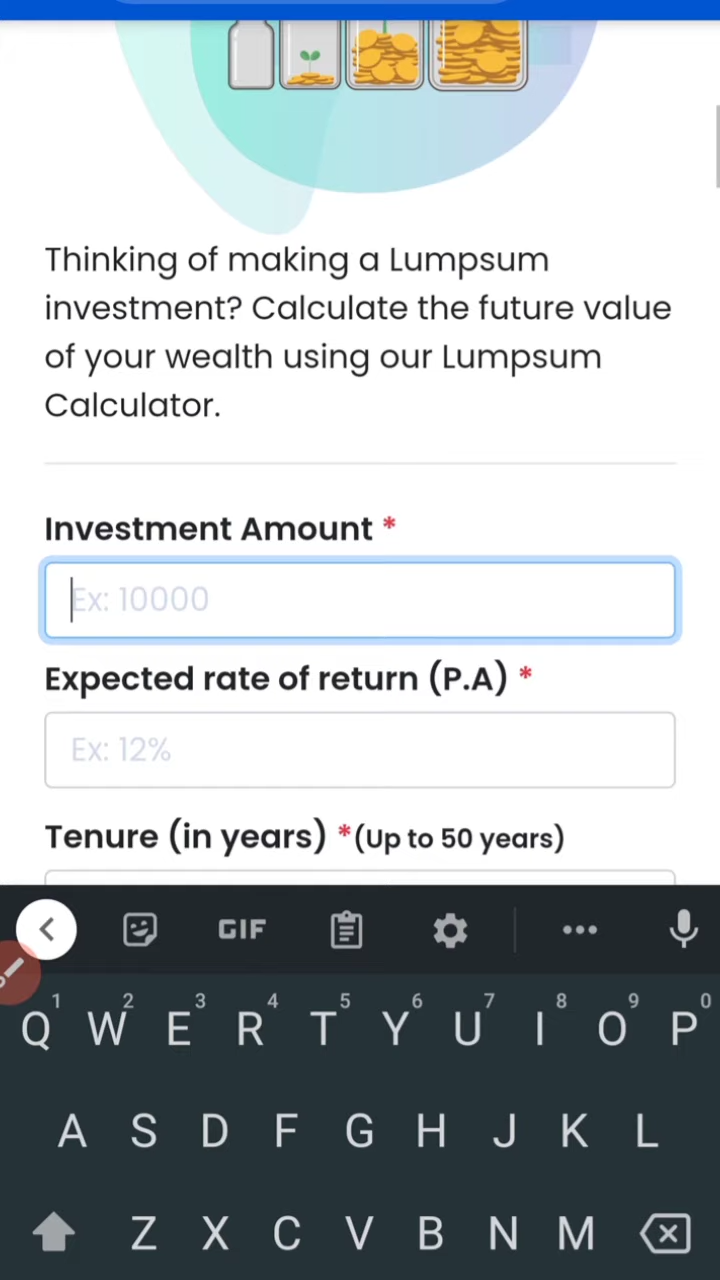 Thinking of making a Lumpsum
investment? Calculate the future value
of your wealth using our Lumpsum
Calculator.
Investment Amount *
Ex: 10000
Expected rate of return (P.A) *
Ex: 12%
Tenure (in years) *(Up to 50 years)
GIF
1 2 3 4 5 6 7 8 9 0
Q W E R T Y U I O P
A S D F G H J K L
Z X C V B N M